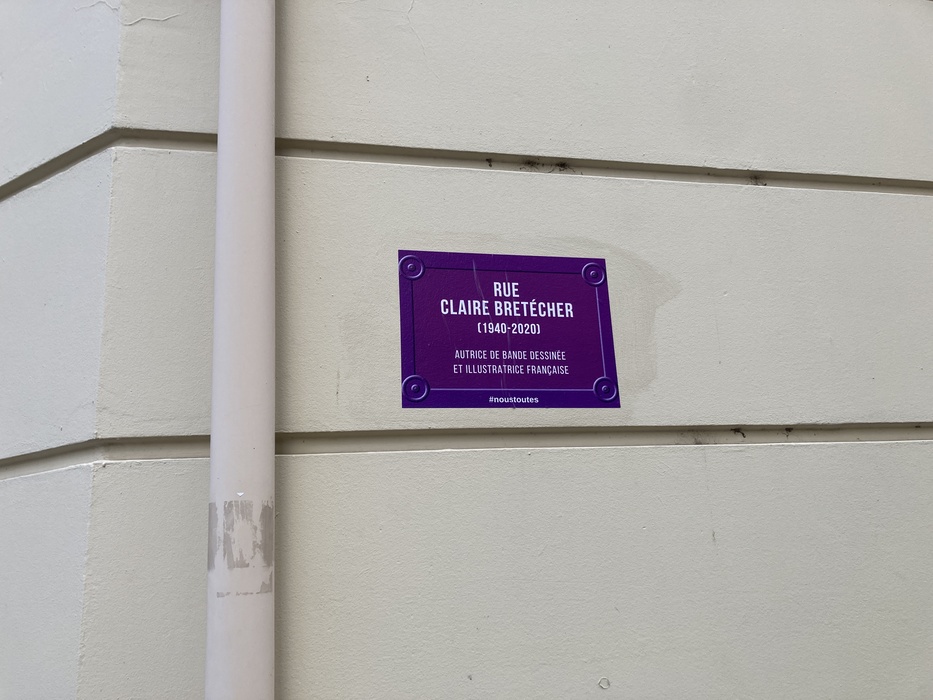 RUE
CLAIRE BRETÉCHER
(1940-2020)
AUTRICE DE BANDE DESSINÉE
ET ILLUSTRATRICE FRANÇAISE
#noustoutes